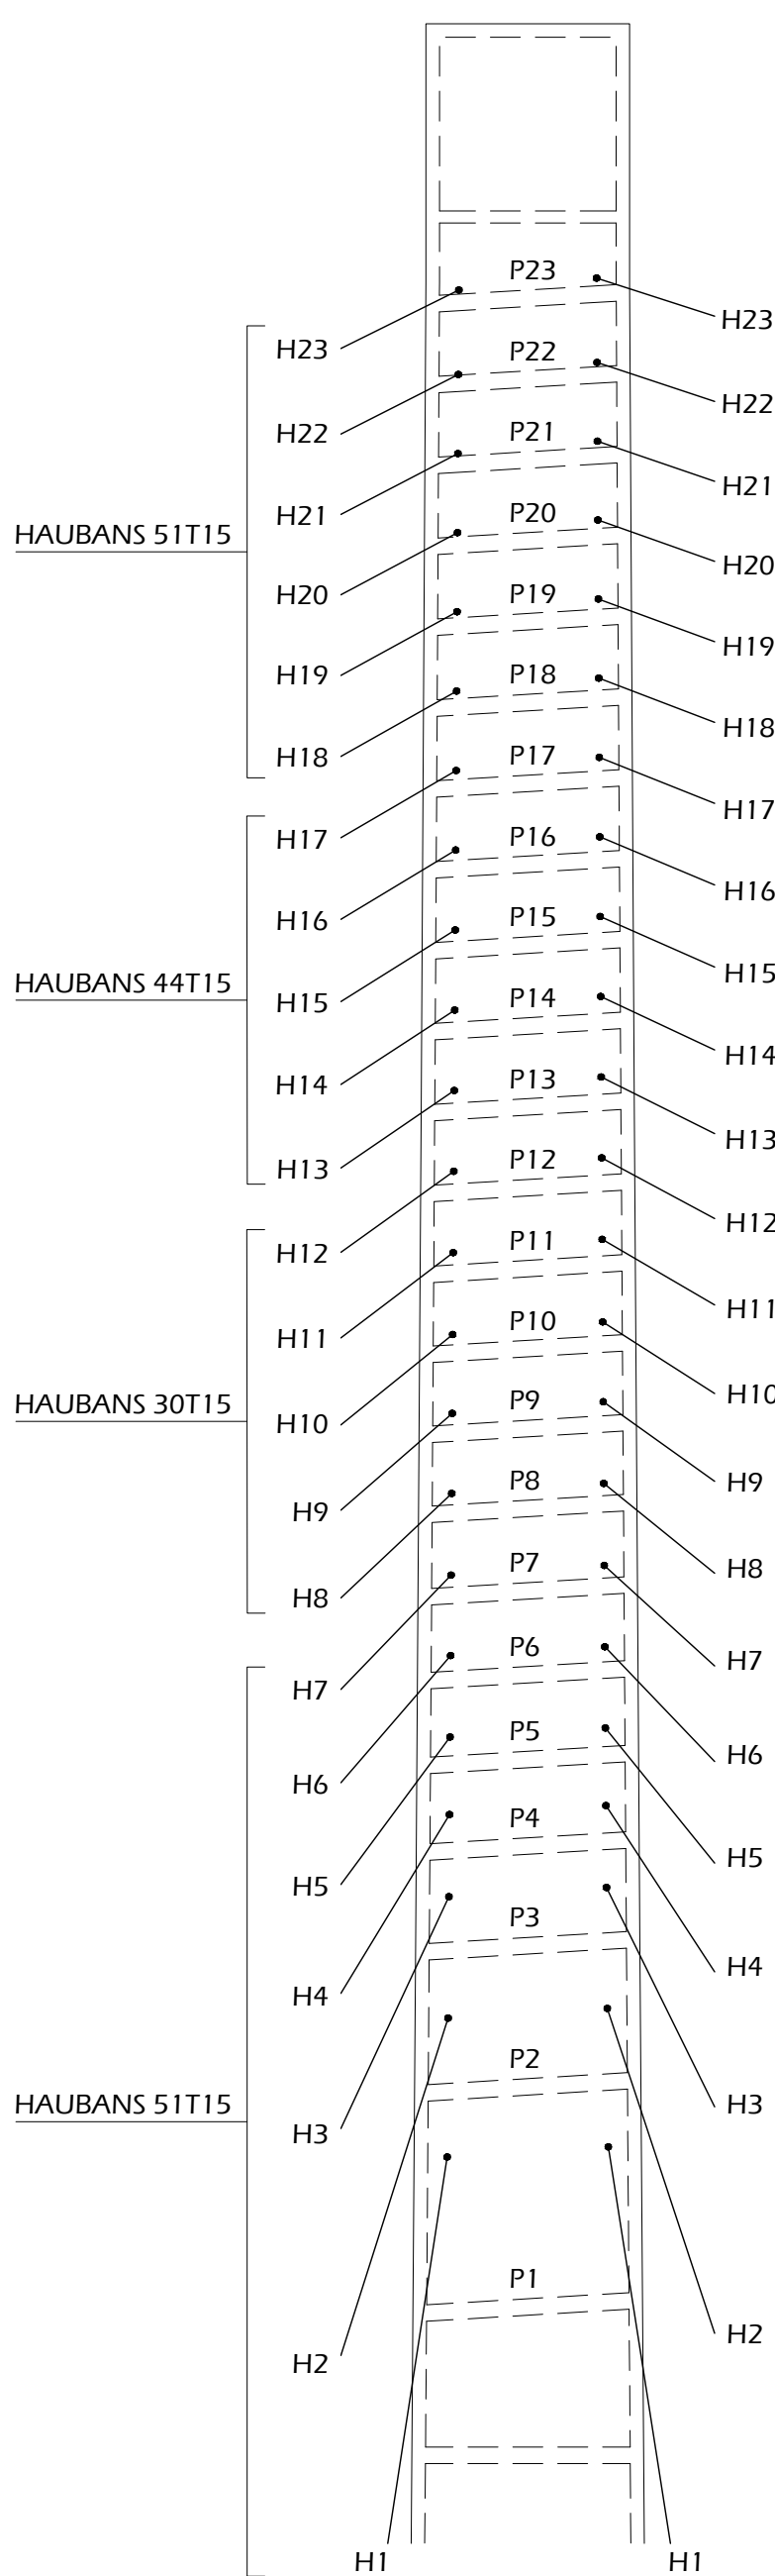 P23
H23
H23
P22
H22
H22
P21
H21
H21
P20
HAUBANS 51T15
H20
H20
P19
H19
H19
P18
H18
H18
P17
H17
H17
P16
H16
H16
P15
HAUBANS 44T15
H15
H15
P14
H14
H14
P13
H13
H13
P12
H12
H12
P11
H11
H11
P10
H10
HAUBANS 30T15
H10
P9
H9
H9
P8
H8
H8
P7
H7
H7
P6
H6
H6
P5
H5
H5
P4
H4
H4
P3
H3
HAUBANS 51T15
H3
P2
H2
H2
P1
H1
H1